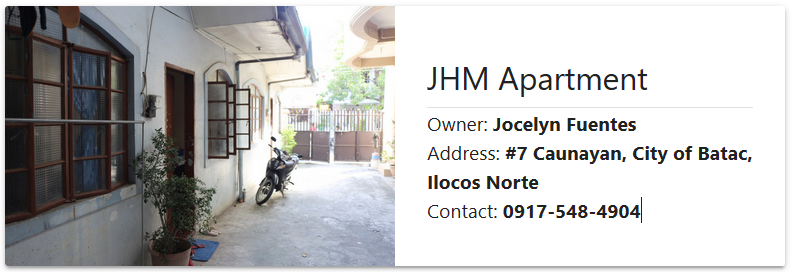 JHM Apartment
Owner: Jocelyn Fuentes
Address: #7 Caunayan, City of Batac,
Ilocos Norte
Contact: 0917-548-4904